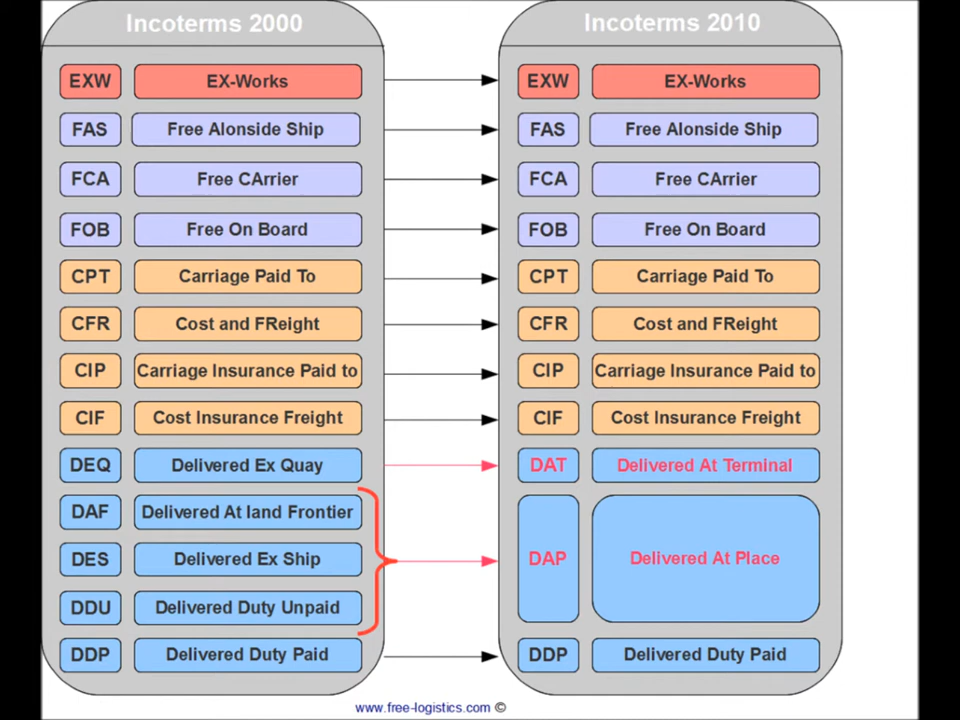 Incoterms 2000 Incoterms 2010
EXW EX-Works EXW EX-Works
FAS Free Alonside Ship FAS Free Alonside Ship
FCA Free CArrier FCA Free CArrier
FOB Free On Board FOB Free On Board
CPT Carriage Paid To CPT Carriage Paid To
CFR Cost and FReight CFR Cost and FReight
CIP Carriage Insurance Paid to CIP Carriage Insurance Paid to
CIF Cost Insurance Freight CIF Cost Insurance Freight
DEQ Delivered Ex Quay DAT Delivered At Terminal
DAF Delivered At land Frontier
DES Delivered Ex Ship DAP Delivered At Place
DDU Delivered Duty Unpaid
DDP Delivered Duty Paid DDP Delivered Duty Paid
www.free-logistics.com ©